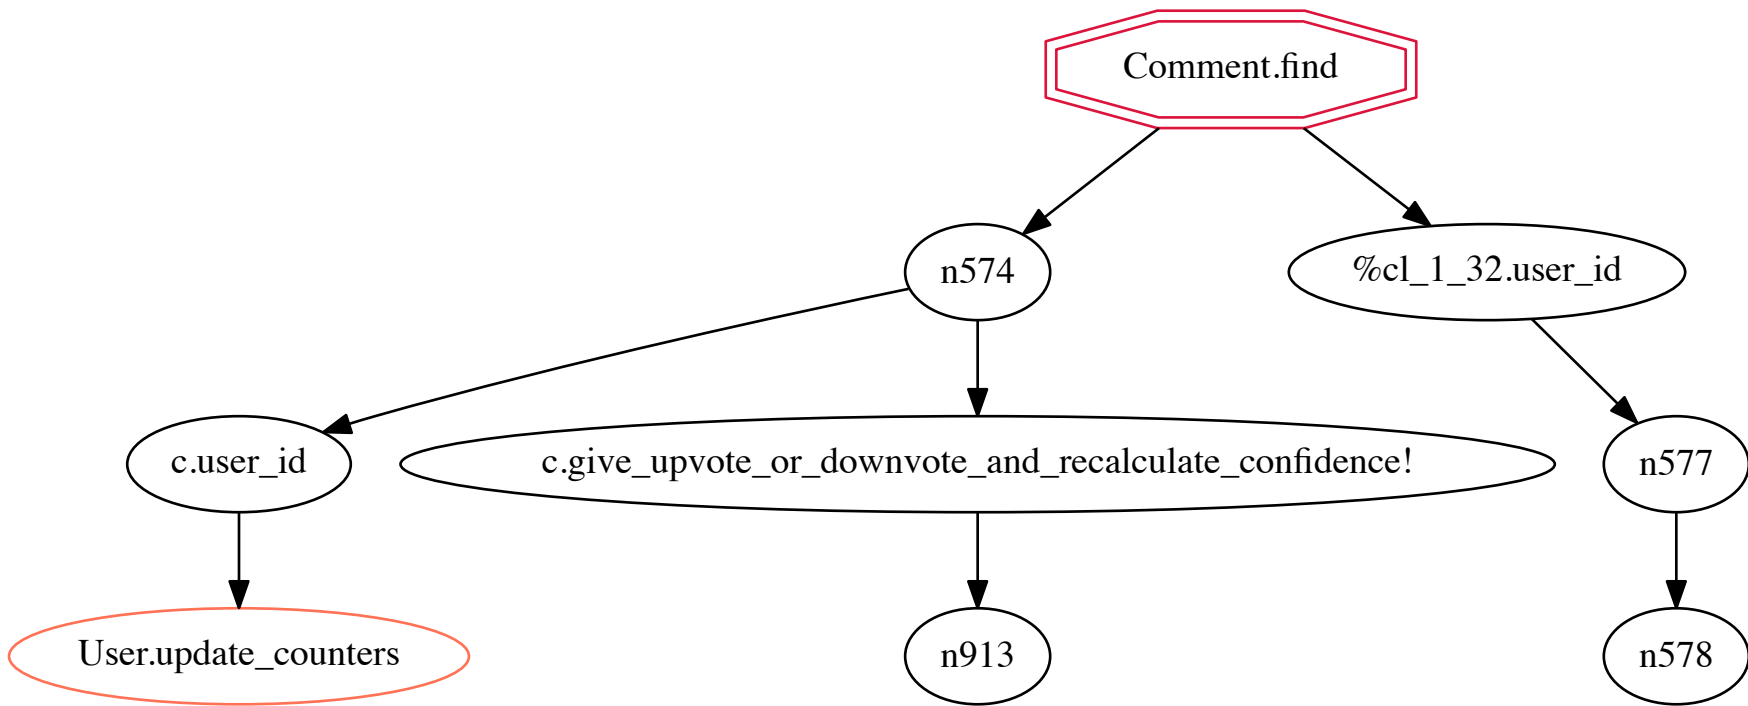 Comment.find
n574
%cl_1_32.user_id
c.user_id
c.give_upvote_or_downvote_and_recalculate_confidence!
n577
User.update_counters
n913
n578